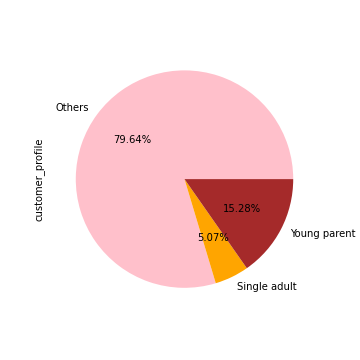 Others
79.64%
customer_profile
15.28%
Young parent
5.07%
Single adult